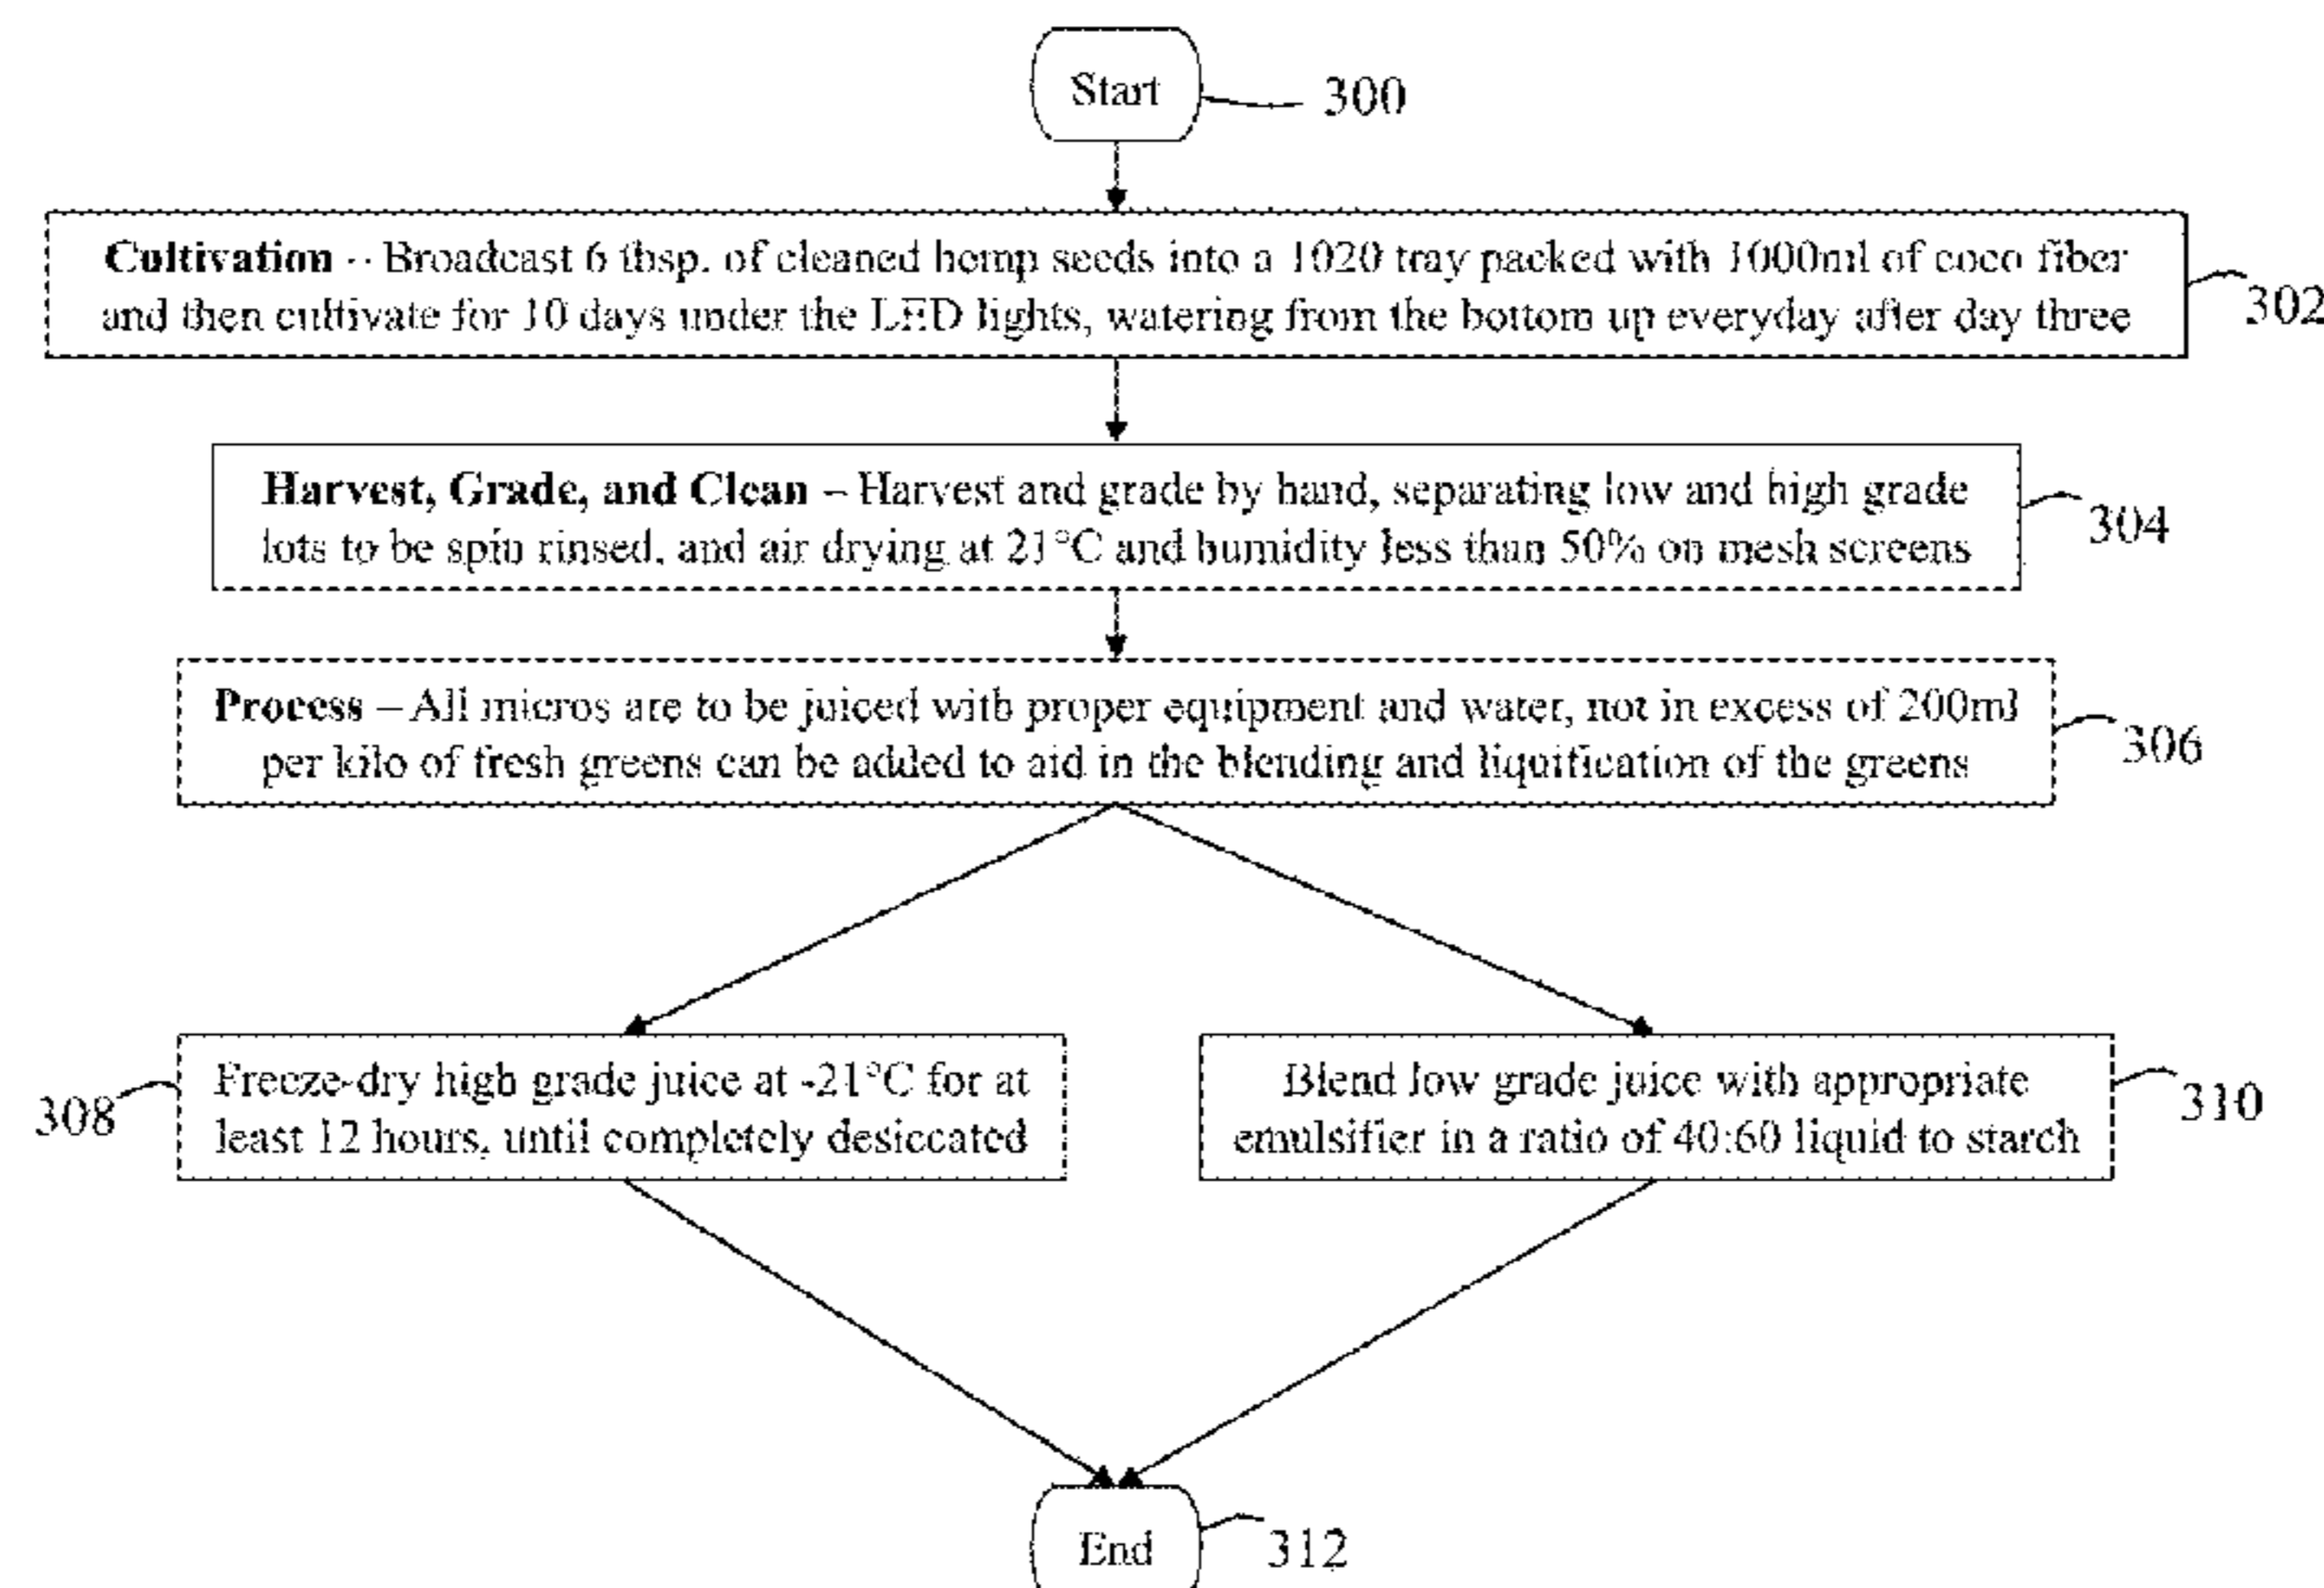 Start
300
Cultivation -- Broadcast 6 tbsp. of cleaned hemp seeds into a 1020 tray packed with 1000ml of coco fiber
and then cultivate for 10 days under the LED lights, watering from the bottom up everyday after day three
302
Harvest, Grade, and Clean – Harvest and grade by hand, separating low and high grade
lots to be spin rinsed, and air drying at 21°C and humidity less than 50% on mesh screens
304
Process – All micros are to be juiced with proper equipment and water, not in excess of 200ml
per kilo of fresh greens can be added to aid in the blending and liquification of the greens
306
Freeze-dry high grade juice at -21°C for at
least 12 hours, until completely desiccated
308
Blend low grade juice with appropriate
emulsifier in a ratio of 40:60 liquid to starch
310
End
312